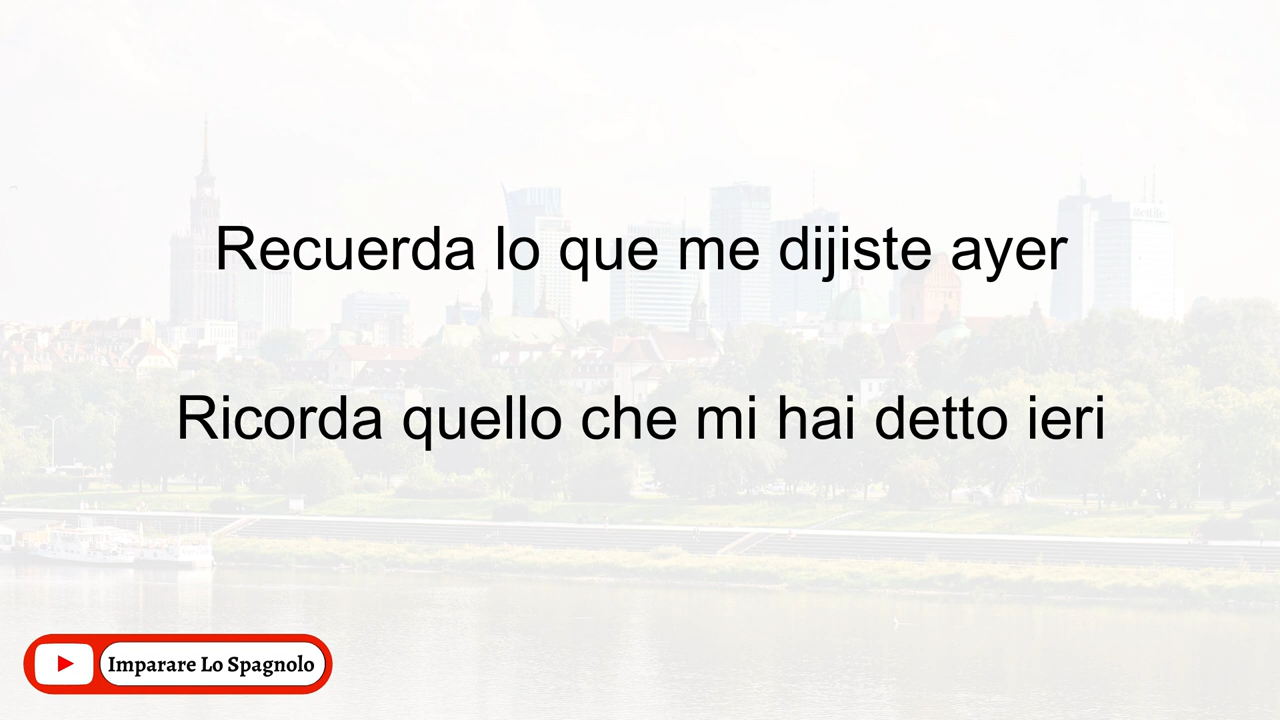 Recuerda lo que me dijiste ayer
Ricorda quello che mi hai detto ieri
Imparare Lo Spagnolo